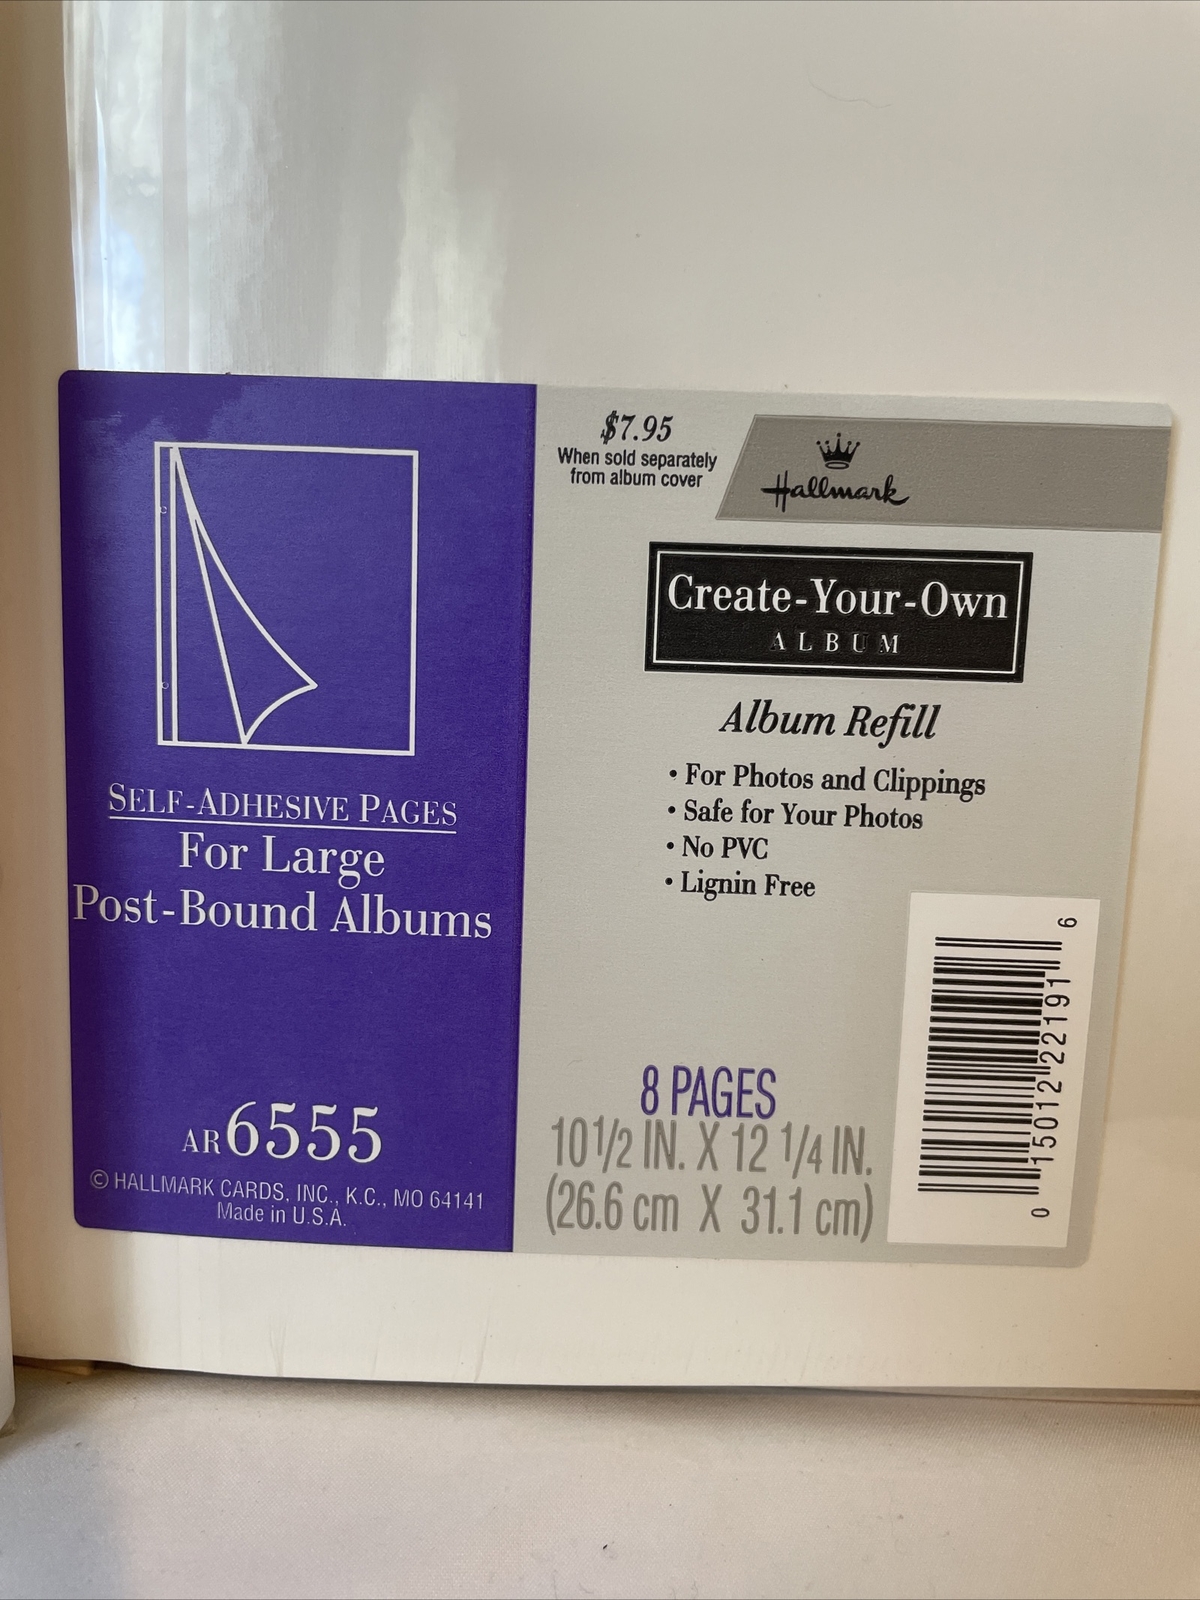 SELF-ADHESIVE PAGES
For Large
Post-Bound Albums
AR6555
© HALLMARK CARDS, INC., K.C., MO 64141
Made in U.S.A.
$7.95
When sold separately
from album cover
Hallmark
Create-Your-Own
ALBUM
Album Refill
• For Photos and Clippings
• Safe for Your Photos
• No PVC
• Lignin Free
8 PAGES
10 1/2 IN. X 12 1/4 IN.
(26.6 cm X 31.1 cm)
0 15012 22191 6